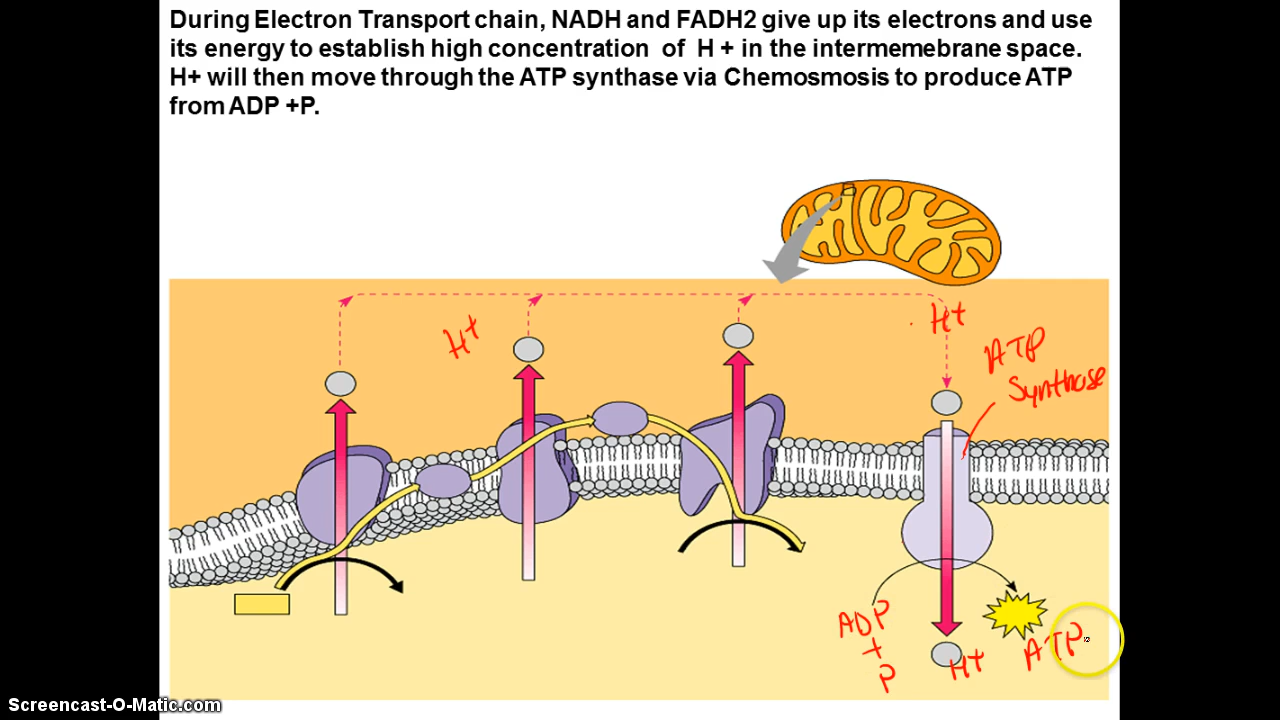 During Electron Transport chain, NADH and FADH2 give up its electrons and use
its energy to establish high concentration of H + in the intermemebrane space.
H+ will then move through the ATP synthase via Chemosmosis to produce ATP
from ADP +P.
H+
H+
ATP
Synthase
ADP
+
P
H+
ATP
Screencast-O-Matic.com